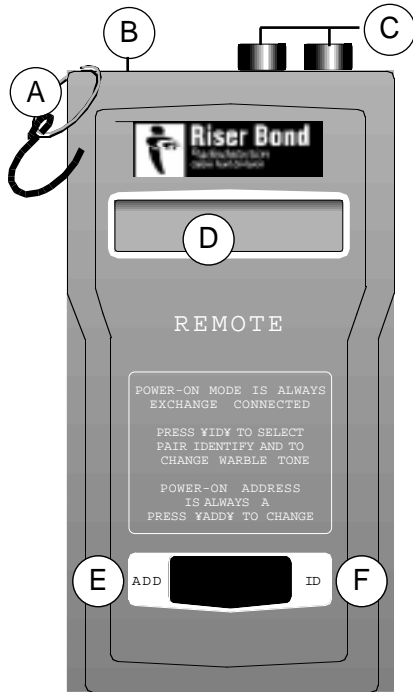 B
C
A
Riser Bond
D
REMOTE
POWER-ON MODE IS ALWAYS
EXCHANGE CONNECTED
PRESS ¥ID¥ TO SELECT
PAIR IDENTIFY AND TO
CHANGE WARBLE TONE
POWER-ON ADDRESS
IS ALWAYS A
PRESS ¥ADD¥ TO CHANGE
E
ADD
ID
F